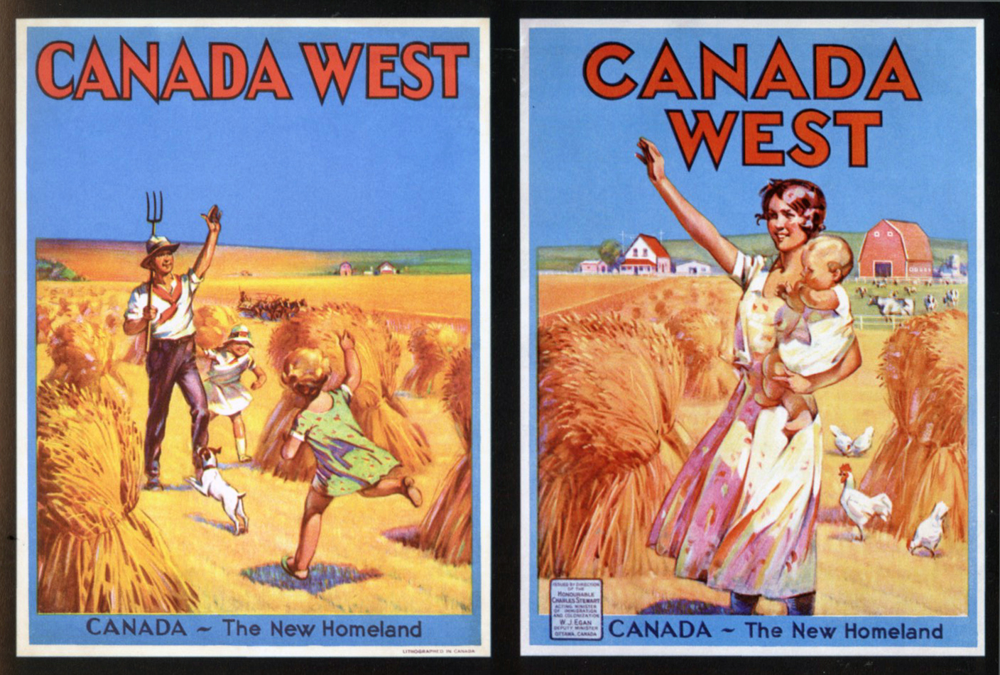 CANADA WEST
CANADA ~ The New Homeland
LITHOGRAPHED IN CANADA
CANADA
WEST
ISSUED BY DIRECTION
OF THE
HONOURABLE
CHARLES STEWART
ACTING MINISTER
OF IMMIGRATION
AND COLONIZATION
W.J. EGAN
DEPUTY MINISTER
OTTAWA, CANADA
CANADA ~ The New Homeland